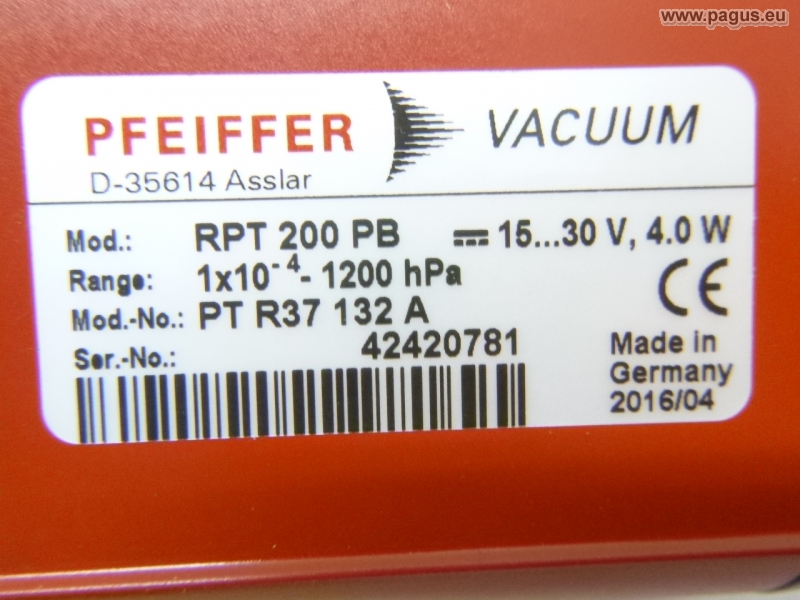 www.pagus.eu
PFEIFFER VACUUM
D-35614 Asslar
Mod.: RPT 200 PB ⎓ 15...30 V, 4.0 W
Range: 1x10⁻⁴- 1200 hPa
CE
Mod.-No.: PT R37 132 A
Ser.-No.: 42420781
Made in
Germany
2016/04